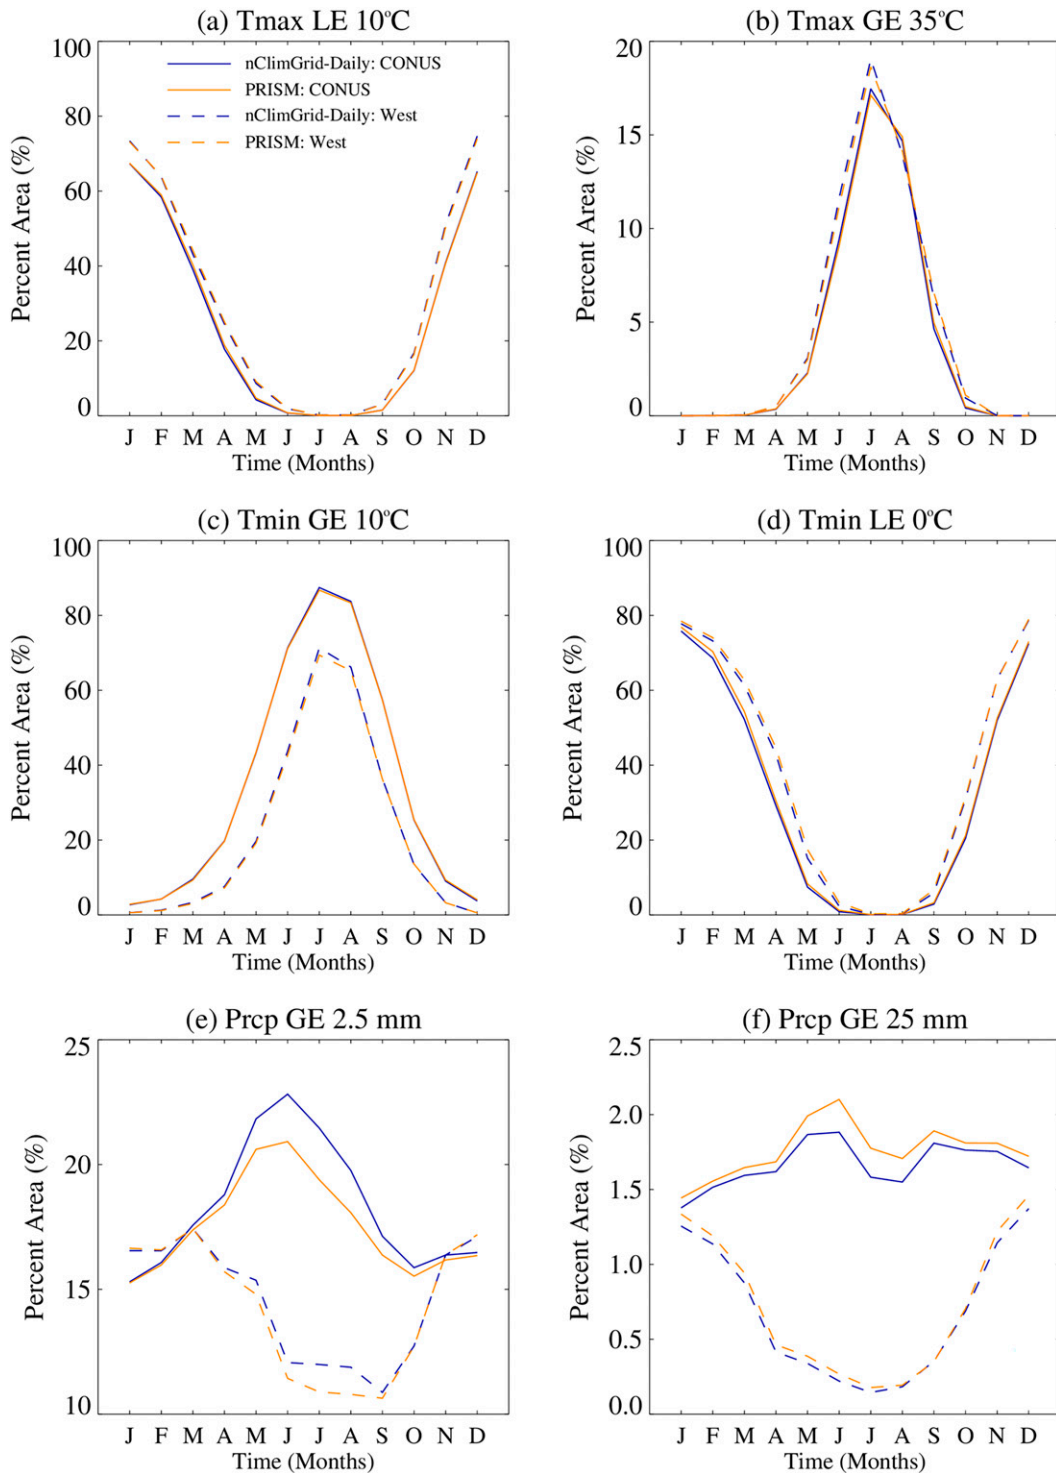 (a) Tmax LE 10°C
100
80
60
40
20
0
Percent Area (%)
nClimGrid-Daily: CONUS
PRISM: CONUS
nClimGrid-Daily: West
PRISM: West
J F M A M J J A S O N D
Time (Months)
(b) Tmax GE 35°C
20
15
10
5
0
Percent Area (%)
J F M A M J J A S O N D
Time (Months)
(c) Tmin GE 10°C
100
80
60
40
20
0
Percent Area (%)
J F M A M J J A S O N D
Time (Months)
(d) Tmin LE 0°C
100
80
60
40
20
0
Percent Area (%)
J F M A M J J A S O N D
Time (Months)
(e) Prcp GE 2.5 mm
25
20
15
10
Percent Area (%)
J F M A M J J A S O N D
Time (Months)
(f) Prcp GE 25 mm
2.5
2.0
1.5
1.0
0.5
0.0
Percent Area (%)
J F M A M J J A S O N D
Time (Months)